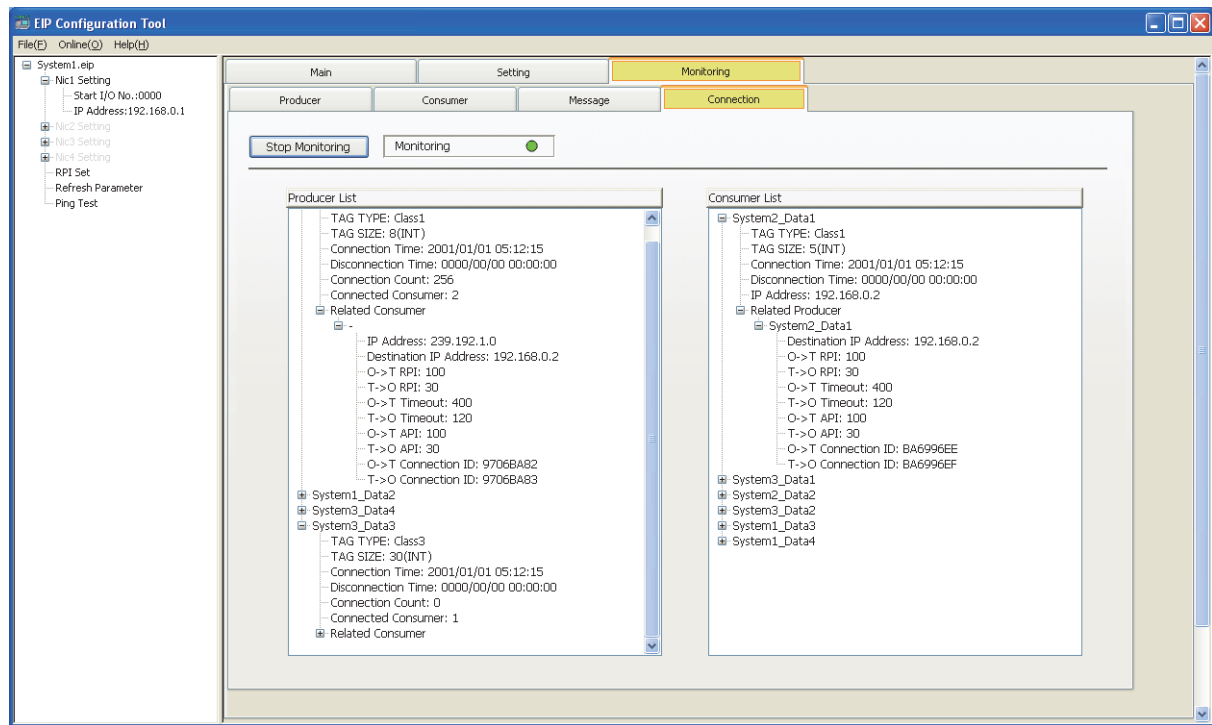 EIP Configuration Tool
File(F) Online(O) Help(H)
System1.eip
Nic1 Setting
Start I/O No.:0000
IP Address:192.168.0.1
Nic2 Setting
Nic3 Setting
Nic4 Setting
RPI Set
Refresh Parameter
Ping Test
Main Setting Monitoring
Producer Consumer Message Connection
Stop Monitoring Monitoring
Producer List
TAG TYPE: Class1
TAG SIZE: 8(INT)
Connection Time: 2001/01/01 05:12:15
Disconnection Time: 0000/00/00 00:00:00
Connection Count: 256
Connected Consumer: 2
Related Consumer
-
IP Address: 239.192.1.0
Destination IP Address: 192.168.0.2
O->T RPI: 100
T->O RPI: 30
O->T Timeout: 400
T->O Timeout: 120
O->T API: 100
T->O API: 30
O->T Connection ID: 9706BA82
T->O Connection ID: 9706BA83
System1_Data2
System3_Data4
System3_Data3
TAG TYPE: Class3
TAG SIZE: 30(INT)
Connection Time: 2001/01/01 05:12:15
Disconnection Time: 0000/00/00 00:00:00
Connection Count: 0
Connected Consumer: 1
Related Consumer
Consumer List
System2_Data1
TAG TYPE: Class1
TAG SIZE: 5(INT)
Connection Time: 2001/01/01 05:12:15
Disconnection Time: 0000/00/00 00:00:00
IP Address: 192.168.0.2
Related Producer
System2_Data1
Destination IP Address: 192.168.0.2
O->T RPI: 100
T->O RPI: 30
O->T Timeout: 400
T->O Timeout: 120
O->T API: 100
T->O API: 30
O->T Connection ID: BA6996EE
T->O Connection ID: BA6996EF
System3_Data1
System2_Data2
System3_Data2
System1_Data3
System1_Data4